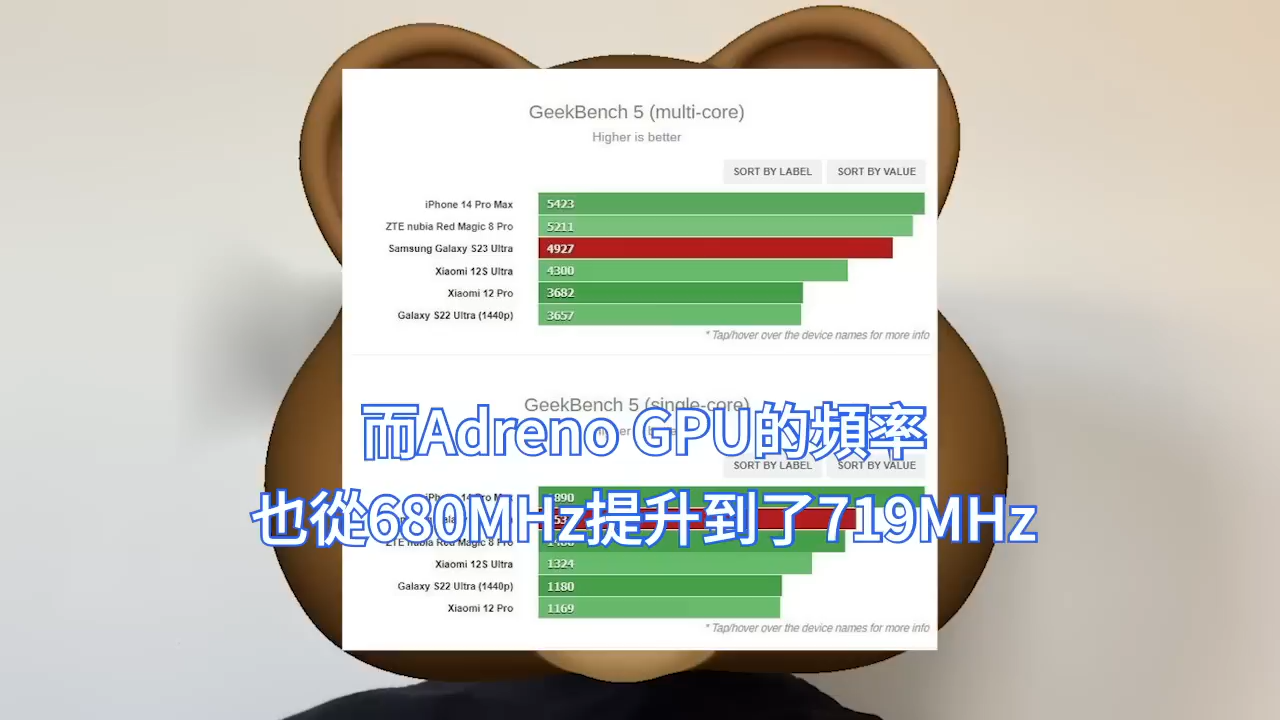 GeekBench 5 (multi-core)
Higher is better
SORT BY LABEL SORT BY VALUE
iPhone 14 Pro Max 5423
ZTE nubia Red Magic 8 Pro 5211
Samsung Galaxy S23 Ultra 4927
Xiaomi 12S Ultra 4300
Xiaomi 12 Pro 3682
Galaxy S22 Ultra (1440p) 3657
* Tap/hover over the device names for more info
GeekBench 5 (single-core)
而Adreno GPU的頻率
SORT BY LABEL SORT BY VALUE
也從680MHz提升到了719MHz
ZTE nubia Red Magic 8 Pro
Xiaomi 12S Ultra 1324
Galaxy S22 Ultra (1440p) 1180
Xiaomi 12 Pro 1169
* Tap/hover over the device names for more info